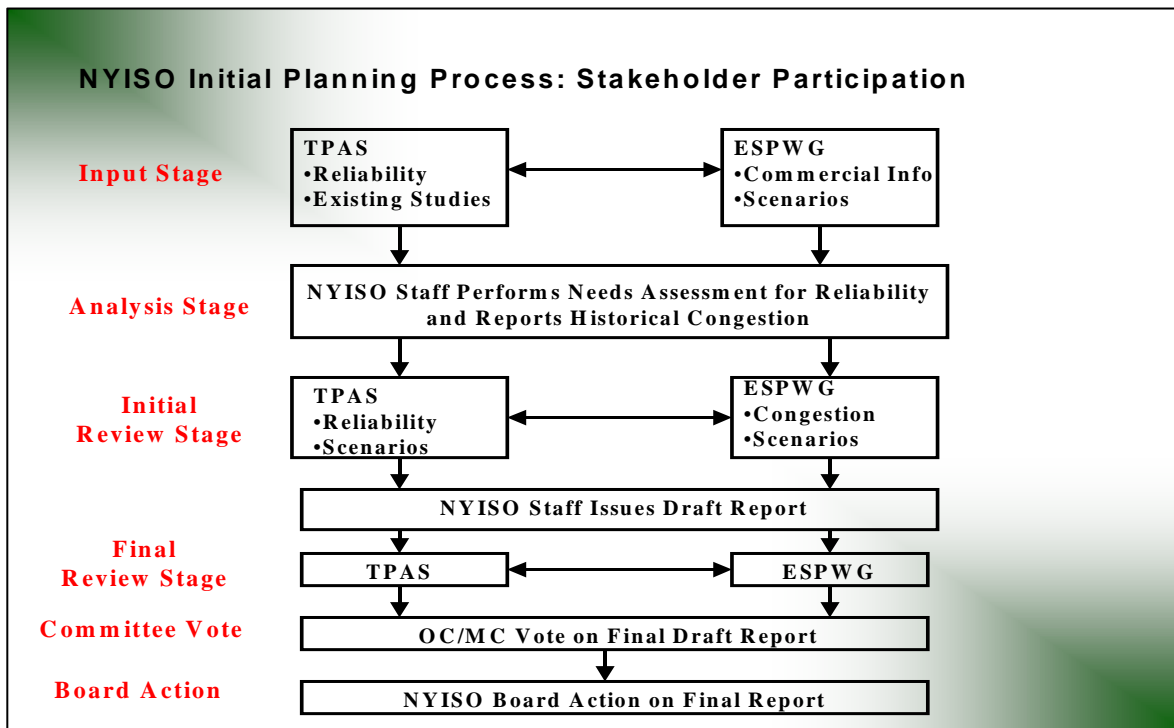 NYISO Initial Planning Process: Stakeholder Participation
Input Stage
TPAS
•Reliability
•Existing Studies
ESPWG
•Commercial Info
•Scenarios
Analysis Stage
NYISO Staff Performs Needs Assessment for Reliability
and Reports Historical Congestion
Initial
Review Stage
TPAS
•Reliability
•Scenarios
ESPWG
•Congestion
•Scenarios
NYISO Staff Issues Draft Report
Final
Review Stage
TPAS
ESPWG
Committee Vote
OC/MC Vote on Final Draft Report
Board Action
NYISO Board Action on Final Report